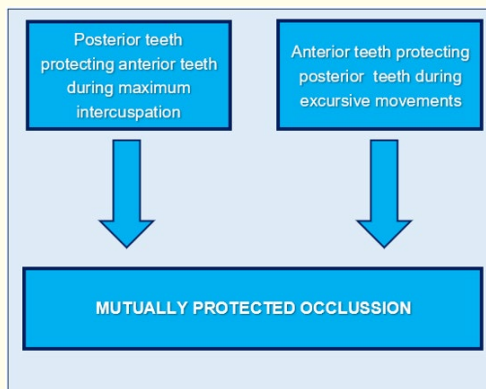 Posterior teeth
protecting anterior teeth
during maximum
intercuspation
Anterior teeth protecting
posterior teeth during
excursive movements
MUTUALLY PROTECTED OCCLUSSION